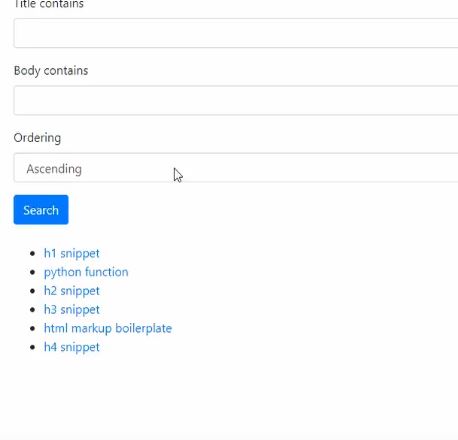 Title contains
Body contains
Ordering
Ascending
Search
h1 snippet
python function
h2 snippet
h3 snippet
html markup boilerplate
h4 snippet